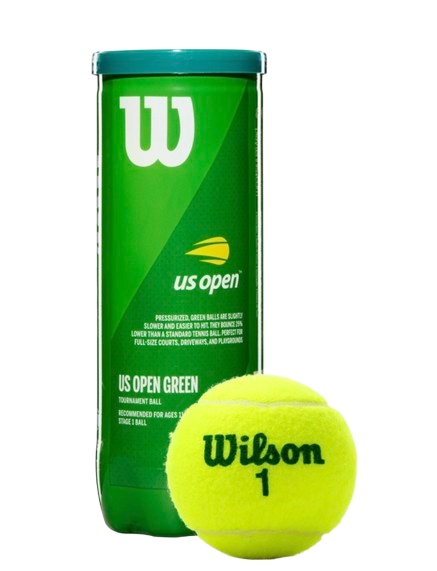 W
us open
PRESSURIZED, GREEN BALLS ARE SLIGHTLY
SLOWER AND EASIER TO HIT. THEY BOUNCE 25%
LOWER THAN A STANDARD TENNIS BALL. PERFECT FOR
FULL-SIZE COURTS, DRIVEWAYS, AND PLAYGROUNDS
US OPEN GREEN
TOURNAMENT BALL
RECOMMENDED FOR AGES
STAGE 1 BALL
Wilson
1